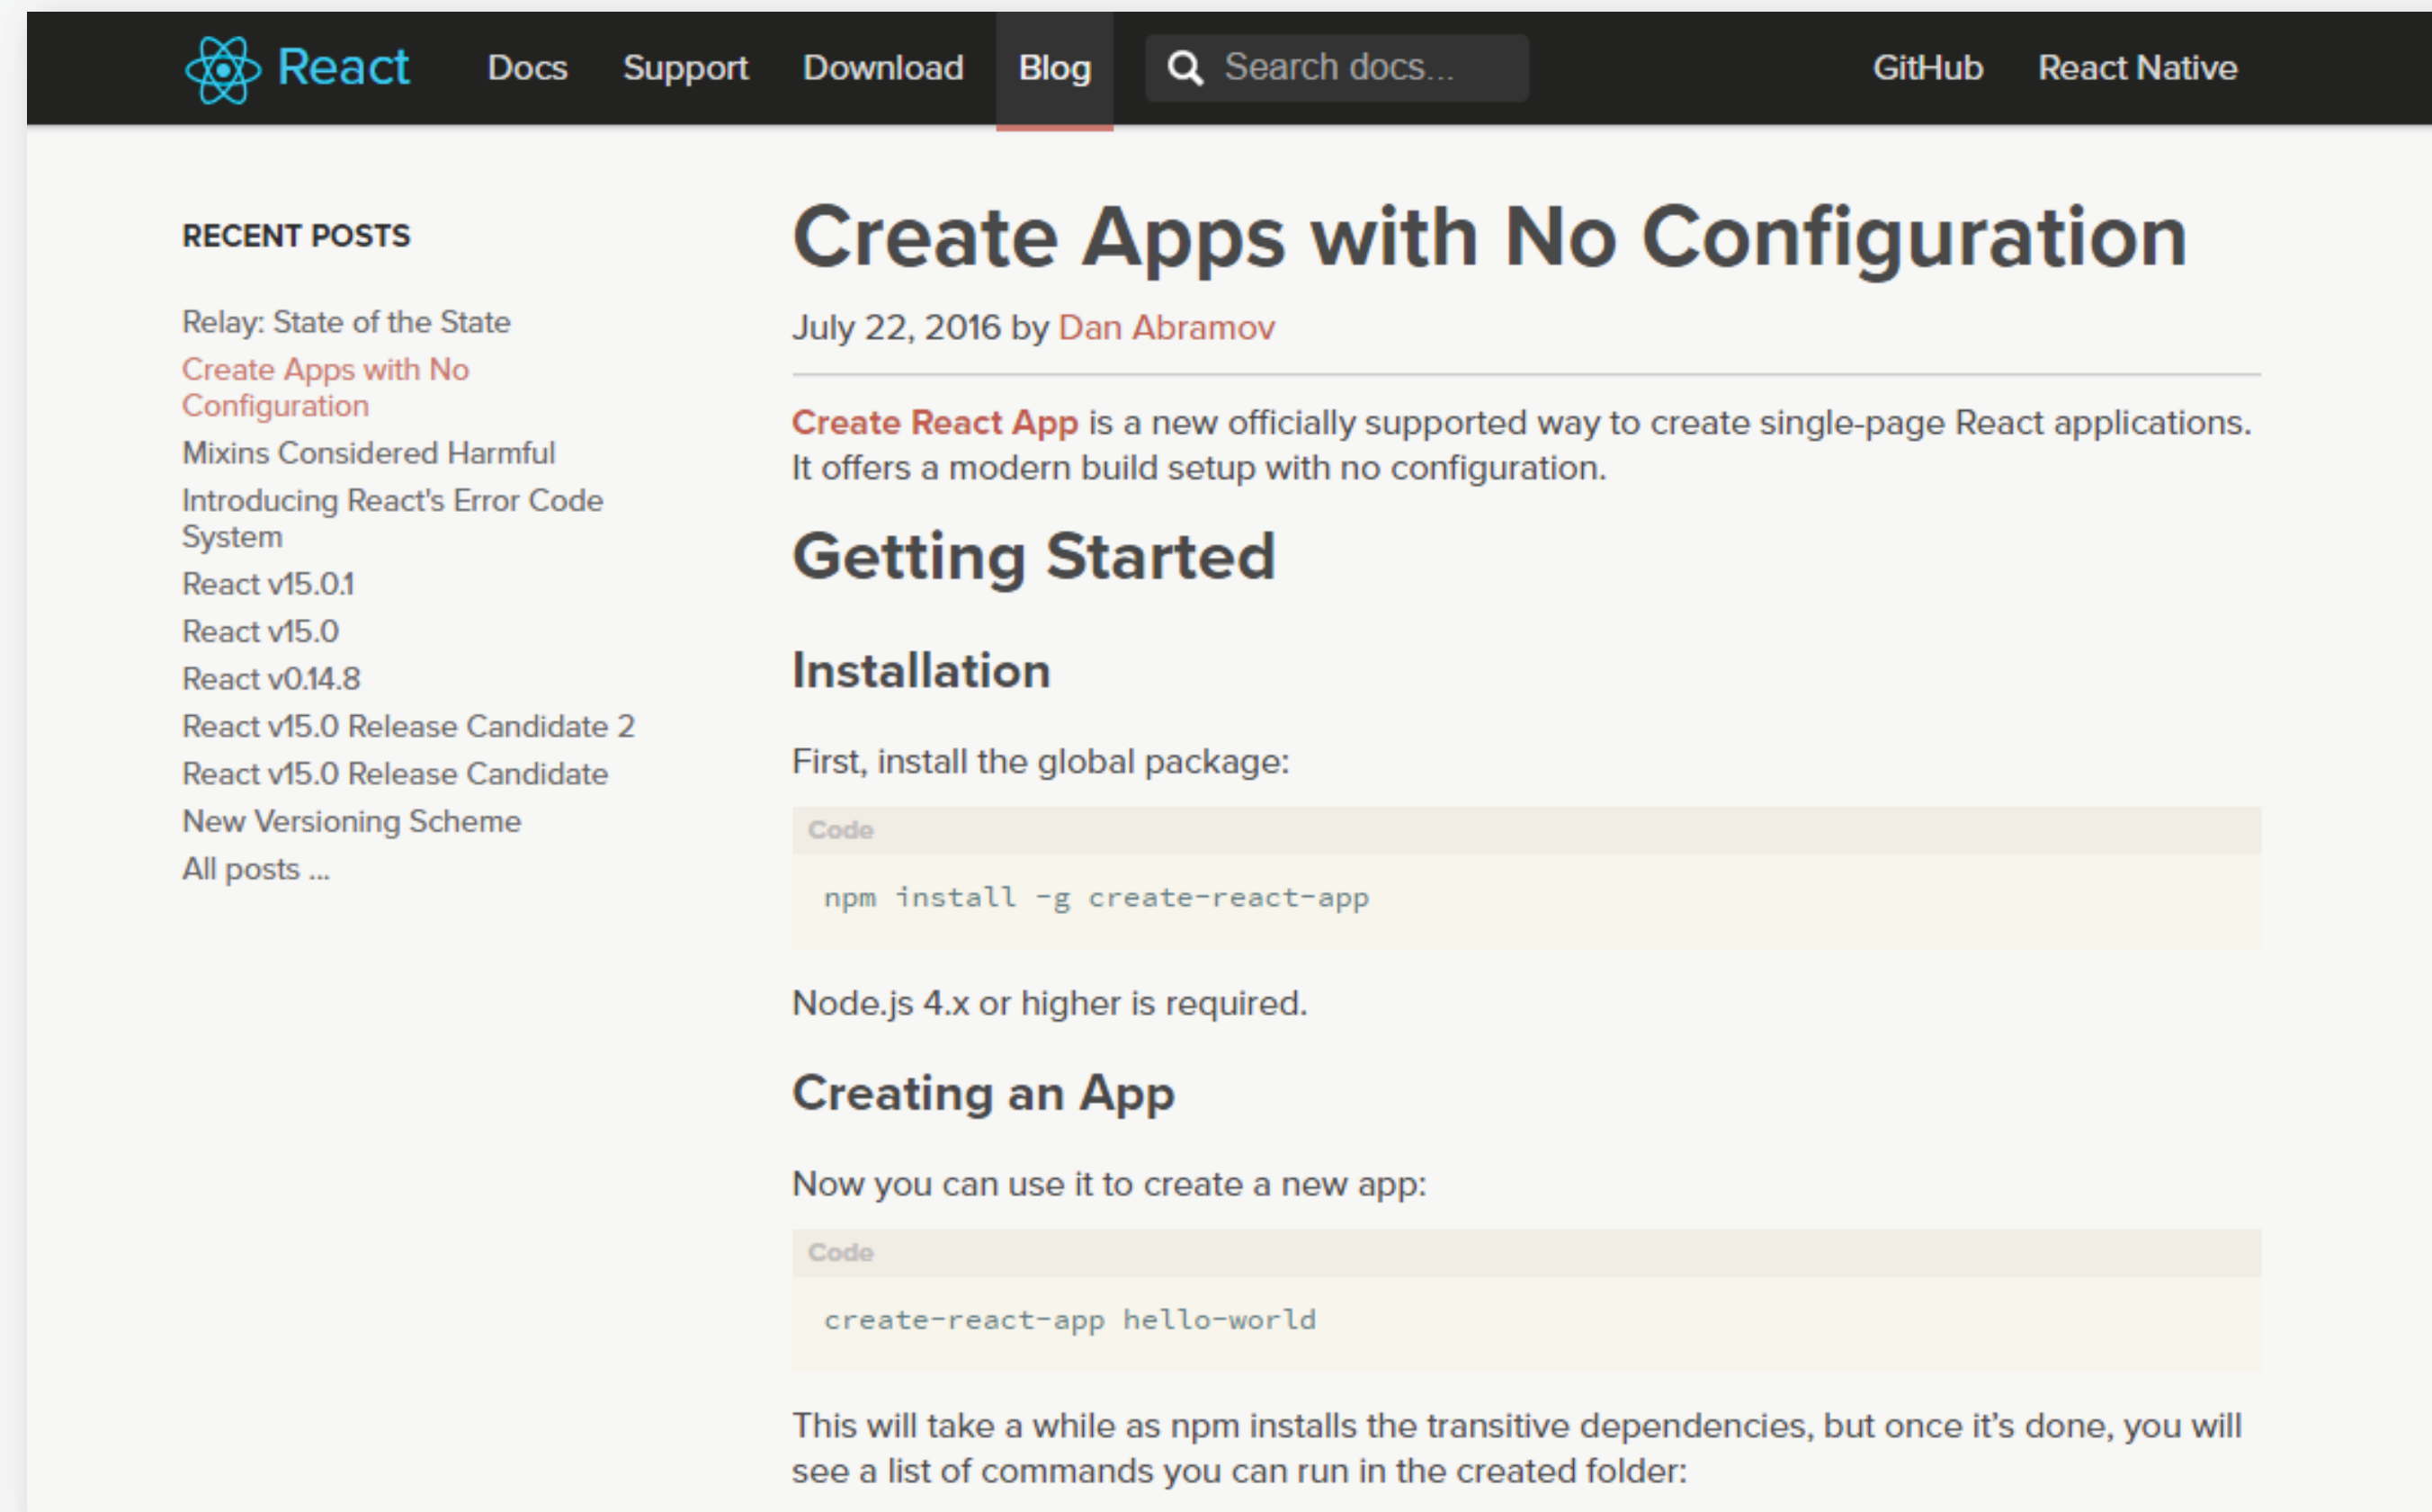 React Docs Support Download Blog Search docs... GitHub React Native
RECENT POSTS
Relay: State of the State
Create Apps with No
Configuration
Mixins Considered Harmful
Introducing React's Error Code
System
React v15.0.1
React v15.0
React v0.14.8
React v15.0 Release Candidate 2
React v15.0 Release Candidate
New Versioning Scheme
All posts ...
Create Apps with No Configuration
July 22, 2016 by Dan Abramov
Create React App is a new officially supported way to create single-page React applications.
It offers a modern build setup with no configuration.
Getting Started
Installation
First, install the global package:
Code
npm install -g create-react-app
Node.js 4.x or higher is required.
Creating an App
Now you can use it to create a new app:
Code
create-react-app hello-world
This will take a while as npm installs the transitive dependencies, but once it’s done, you will
see a list of commands you can run in the created folder: